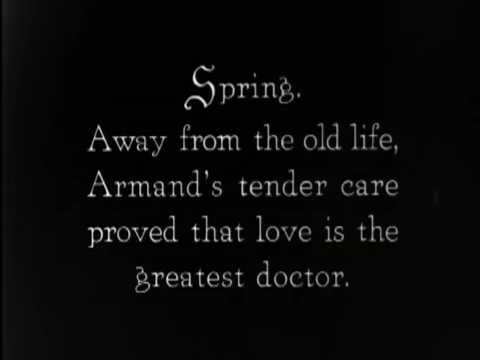 Spring.
Away from the old life,
Armand's tender care
proved that love is the
greatest doctor.